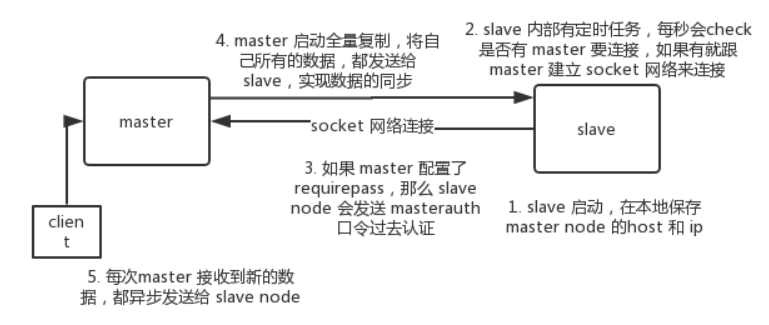 4. master 启动全量复制，将自
己所有的数据，都发送给
slave，实现数据的同步
2. slave 内部有定时任务，每秒会check
是否有 master 要连接，如果有就跟
master 建立 socket 网络来连接
master
socket 网络连接
slave
3. 如果 master 配置了
requirepass，那么 slave
node 会发送 masterauth
口令过去认证
1. slave 启动，在本地保存
master node 的host 和 ip
clien
t
5. 每次master 接收到新的数
据，都异步发送给 slave node